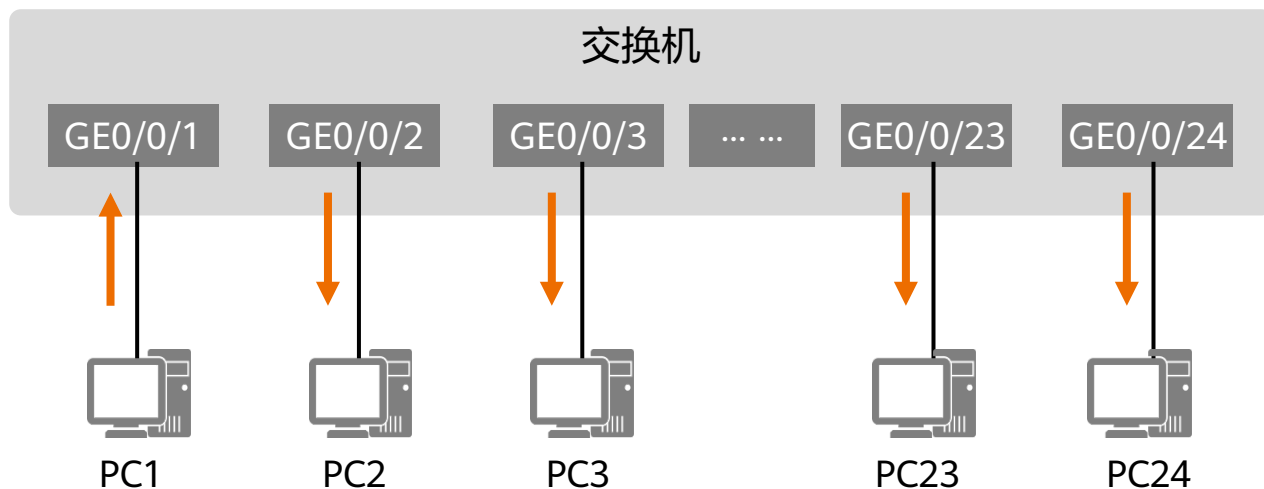 交换机
GE0/0/1 GE0/0/2 GE0/0/3 ... ... GE0/0/23 GE0/0/24
PC1 PC2 PC3 PC23 PC24